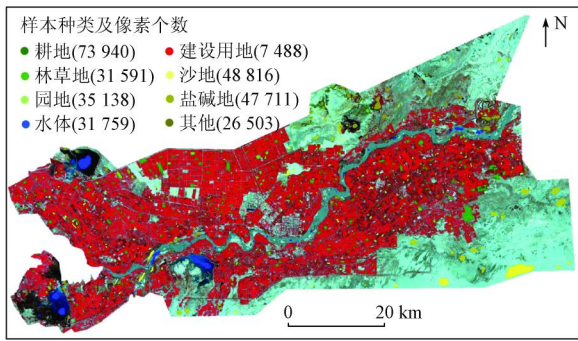 样本种类及像素个数
耕地(73 940) 建设用地(7 488)
林草地(31 591) 沙地(48 816)
园地(35 138) 盐碱地(47 711)
水体(31 759) 其他(26 503)
N
0 20 km